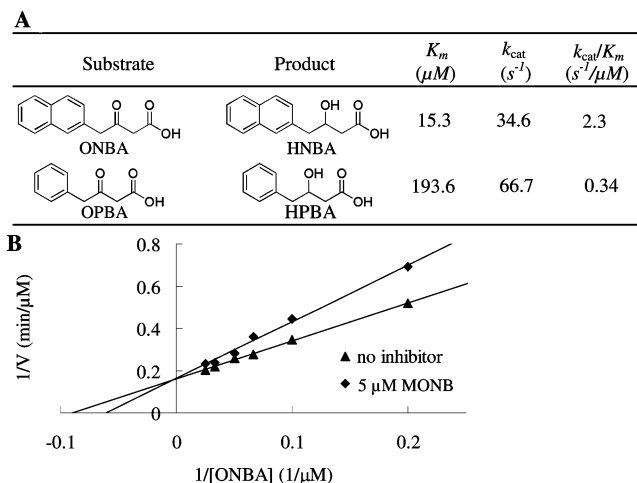 A
Substrate Product Km (μM) kcat (s-1) kcat/Km (s-1/μM)
O O OH OH O OH
ONBA HNBA 15.3 34.6 2.3
O O OH OH O OH
OPBA HPBA 193.6 66.7 0.34
B
0.8
0.6
0.4
0.2
0
1/V (min/μM)
▲ no inhibitor
◆ 5 μM MONB
-0.1 0 0.1 0.2
1/[ONBA] (1/μM)